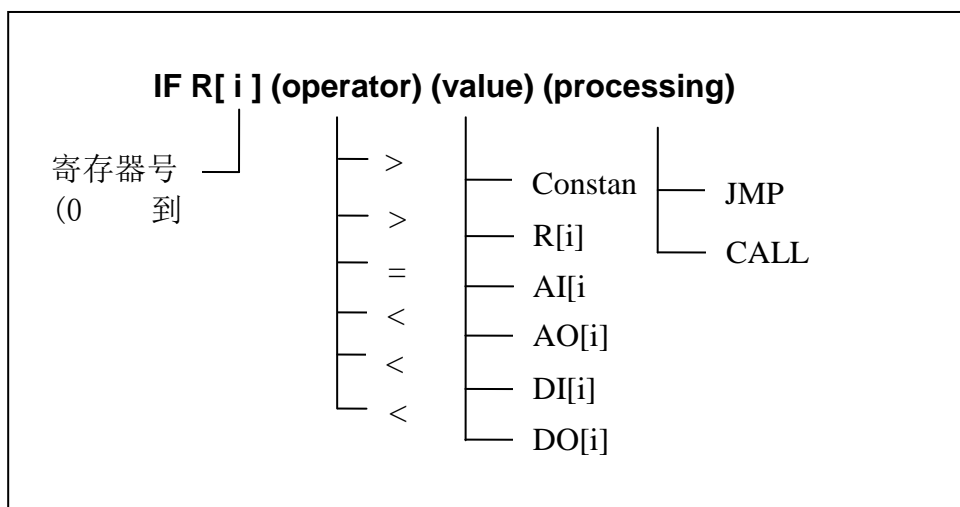 IF R[ i ] (operator) (value) (processing)
寄存器号
(0 到
>
>
=
<
<
<
Constan
R[i]
AI[i
AO[i]
DI[i]
DO[i]
JMP
CALL